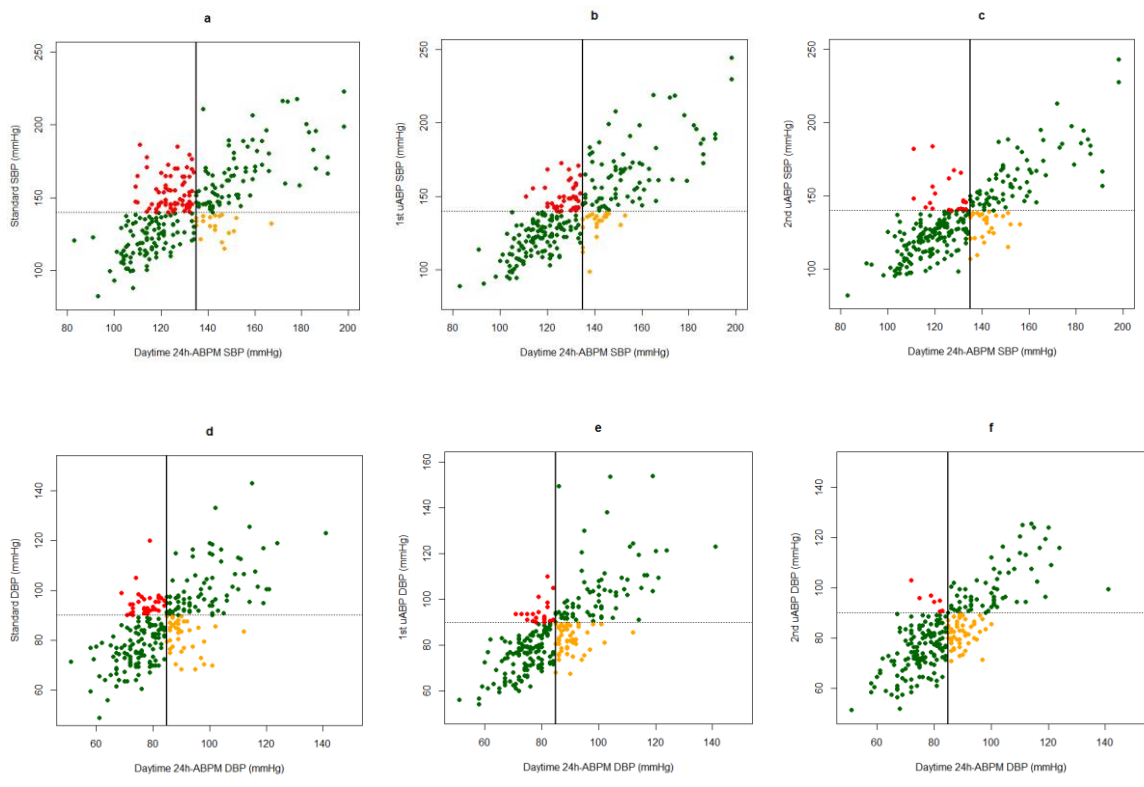 a
Standard SBP (mmHg)
250
200
150
100
80 100 120 140 160 180 200
Daytime 24h-ABPM SBP (mmHg)
b
1st uABP SBP (mmHg)
250
200
150
100
80 100 120 140 160 180 200
Daytime 24h-ABPM SBP (mmHg)
c
2nd uABP SBP (mmHg)
250
200
150
100
80 100 120 140 160 180 200
Daytime 24h-ABPM SBP (mmHg)
d
Standard DBP (mmHg)
140
120
100
80
60
60 80 100 120 140
Daytime 24h-ABPM DBP (mmHg)
e
1st uABP DBP (mmHg)
160
140
120
100
80
60
60 80 100 120 140
Daytime 24h-ABPM DBP (mmHg)
f
2nd uABP DBP (mmHg)
140
120
100
80
60
60 80 100 120 140
Daytime 24h-ABPM DBP (mmHg)